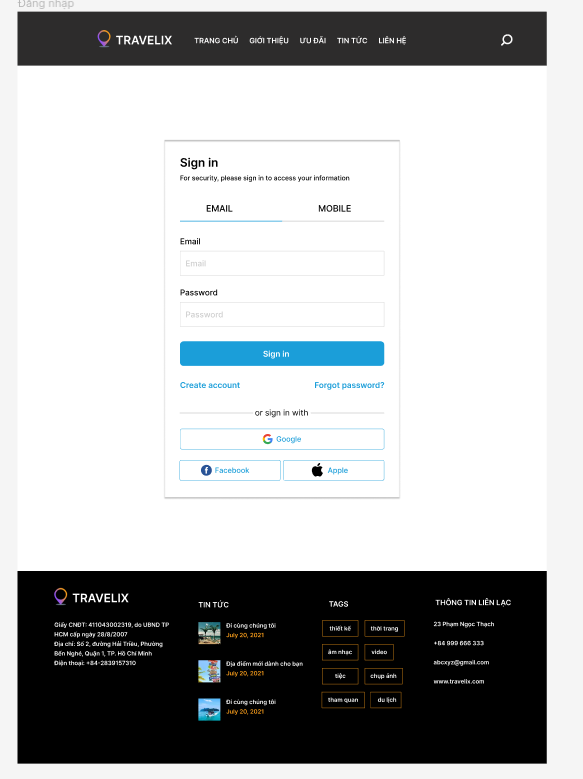 Đăng nhập
TRAVELIX
TRANG CHỦ GIỚI THIỆU ƯU ĐÃI TIN TỨC LIÊN HỆ
Sign in
For security, please sign in to access your information
EMAIL MOBILE
Email
Email
Password
Password
Sign in
Create account Forgot password?
or sign in with
Google
Facebook Apple
TRAVELIX
Giấy CNĐT: 411043002319, do UBND TP
HCM cấp ngày 28/8/2007
Địa chỉ: Số 2, đường Hải Triều, Phường
Bến Nghé, Quận 1, TP. Hồ Chí Minh
Điện thoại: +84-2839157310
TIN TỨC
Đi cùng chúng tôi
July 20, 2021
Địa điểm mới dành cho bạn
July 20, 2021
Đi cùng chúng tôi
July 20, 2021
TAGS
thiết kế thời trang
âm nhạc video
tiệc chụp ảnh
tham quan du lịch
THÔNG TIN LIÊN LẠC
23 Phạm Ngọc Thạch
+84 999 666 333
abcxyz@gmail.com
www.travelix.com